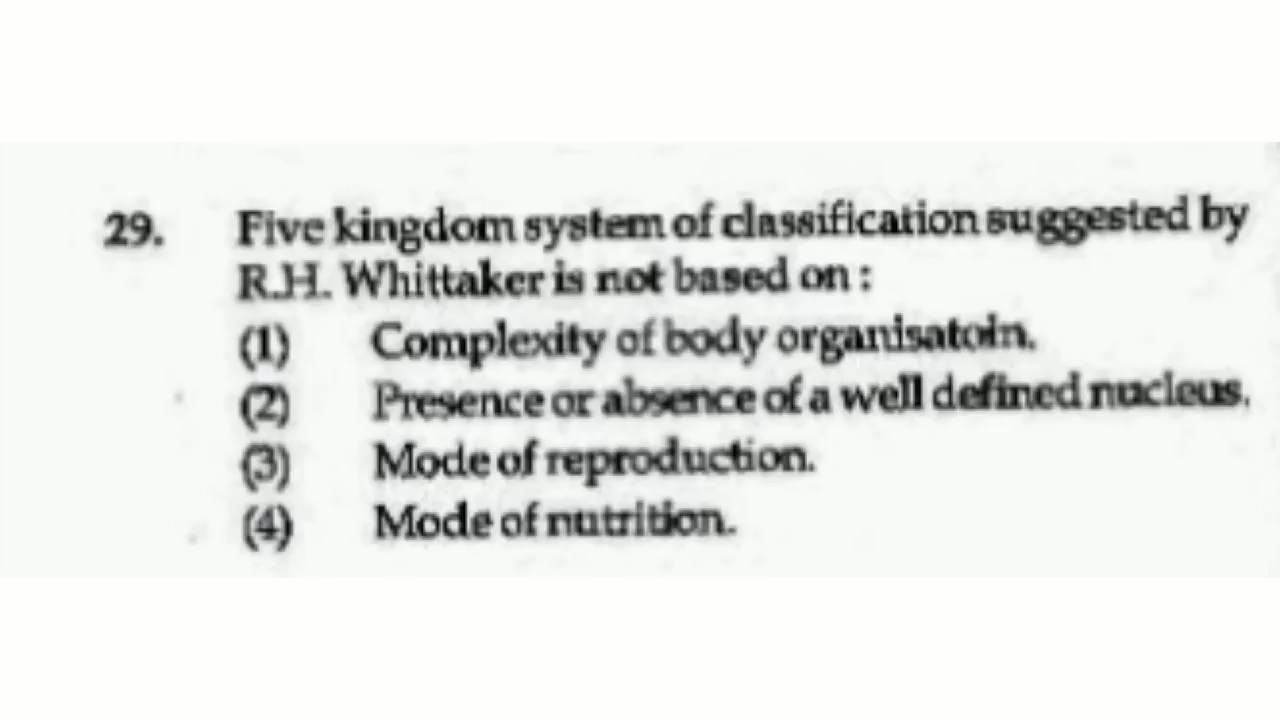 29. Five kingdom system of classification suggested by
R.H. Whittaker is not based on :
(1) Complexity of body organisatoin.
(2) Presence or absence of a well defined nucleus.
(3) Mode of reproduction.
(4) Mode of nutrition.